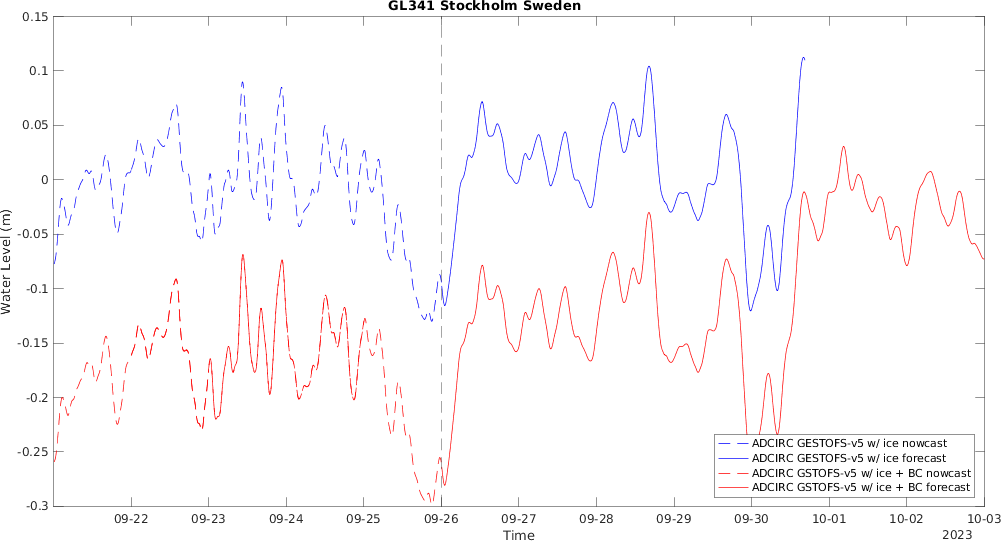 GL341 Stockholm Sweden
0.15
0.1
0.05
0
-0.05
-0.1
-0.15
-0.2
-0.25
-0.3
Water Level (m)
ADCIRC GESTOFS-v5 w/ ice nowcast
ADCIRC GESTOFS-v5 w/ ice forecast
ADCIRC GSTOFS-v5 w/ ice + BC nowcast
ADCIRC GSTOFS-v5 w/ ice + BC forecast
09-22 09-23 09-24 09-25 09-26 09-27 09-28 09-29 09-30 10-01 10-02 10-03
Time
2023